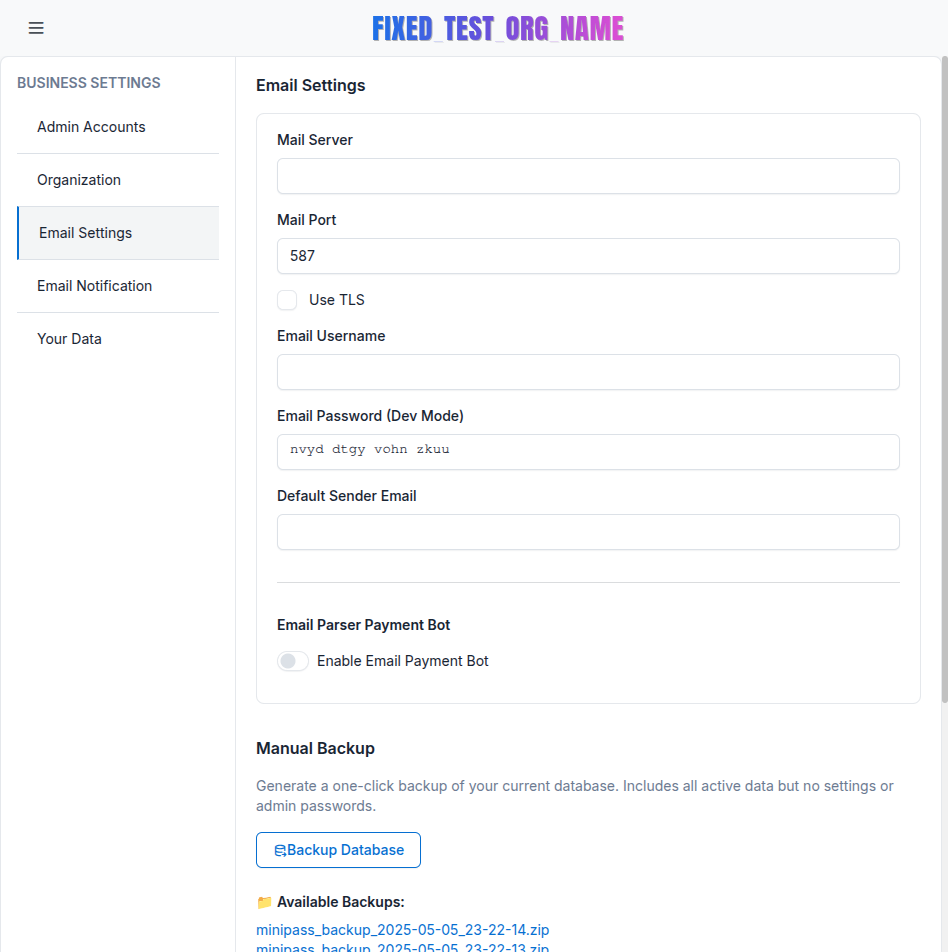 FIXED_TEST_ORG_NAME
BUSINESS SETTINGS
Admin Accounts
Organization
Email Settings
Email Notification
Your Data
Email Settings
Mail Server
Mail Port
587
Use TLS
Email Username
Email Password (Dev Mode)
nvyd dtgy vohn zkuu
Default Sender Email
Email Parser Payment Bot
Enable Email Payment Bot
Manual Backup
Generate a one-click backup of your current database. Includes all active data but no settings or
admin passwords.
Backup Database
📁 Available Backups:
minipass_backup_2025-05-05_23-22-14.zip
minipass_backup_2025-05-05_23-22-13.zip